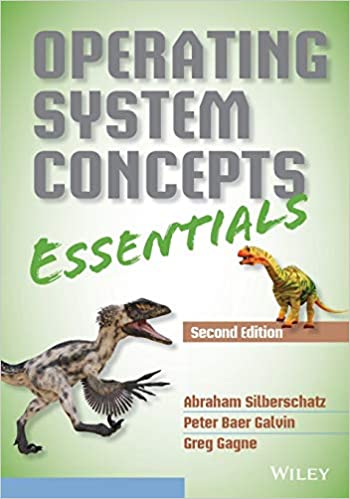 OPERATING
SYSTEM
CONCEPTS
ESSENTIALS
Second Edition
Abraham Silberschatz
Peter Baer Galvin
Greg Gagne
WILEY